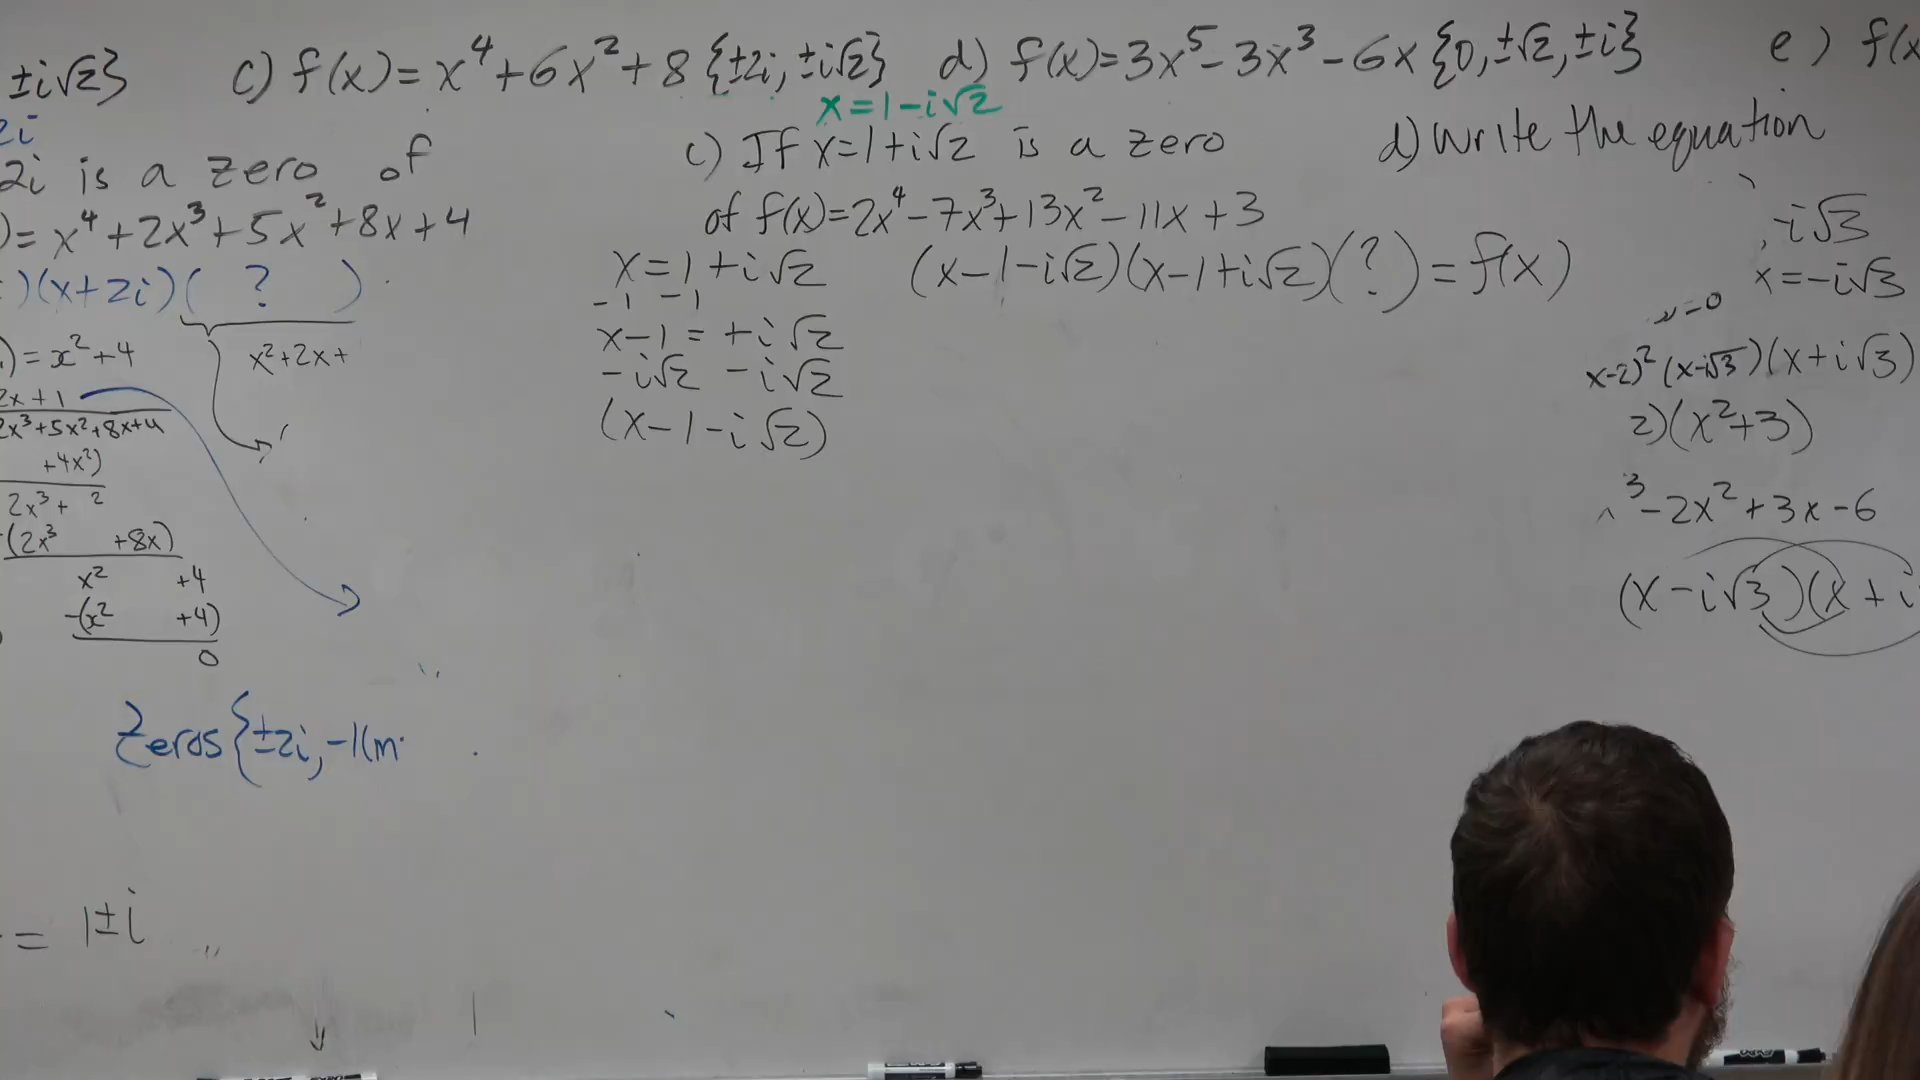 ±i√2}
c) f(x)=x⁴+6x²+8 {±2i, ±i√2}
d) f(x)=3x⁵-3x³-6x {0,±√2,±i}
e) f(x
2i
2i is a zero of
)=x⁴+2x³+5x²+8x+4
)(x+2i)( ? )
)=x²+4
x²+2x+
2x+1
2x³+5x²+8x+4
+4x²)
2x³+ ²
-(2x³ +8x)
x² +4
-(x² +4)
0
Zeros{±2i,-1(m
= 1±i
x=1-i√2
c) If x=1+i√2 is a zero
of f(x)=2x⁴-7x³+13x²-11x+3
x=1+i√2
-1 -1
x-1=+i√2
-i√2 -i√2
(x-1-i√2)
(x-1-i√2)(x-1+i√2)(?)=f(x)
d) Write the equation
, -i√3
x=-i√3
=0
x-2)²(x-i√3)(x+i√3)
2)(x²+3)
³-2x²+3x-6
(x-i√3)(x+i